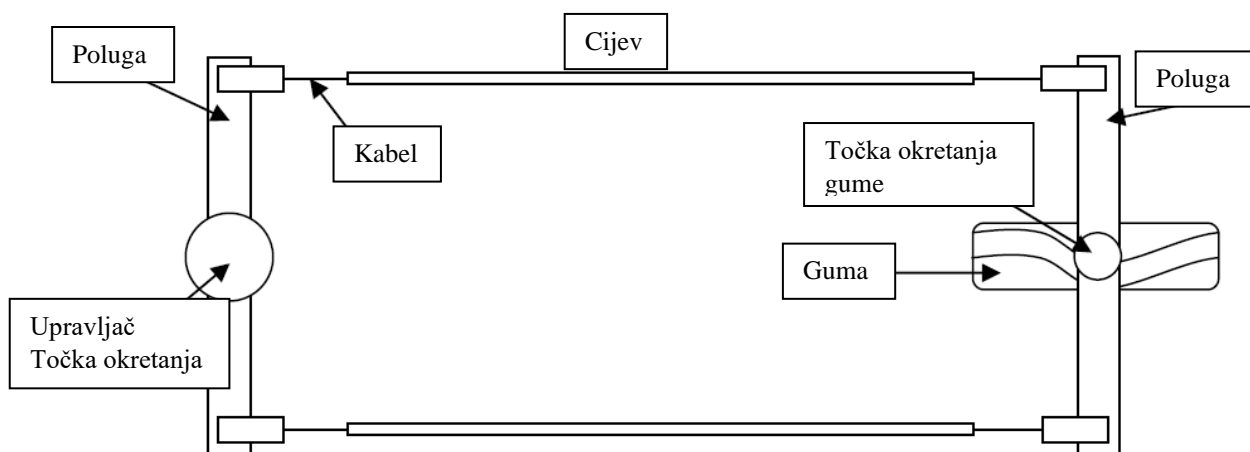 Cijev
Poluga
Poluga
Kabel
Točka okretanja
gume
Guma
Upravljač
Točka okretanja